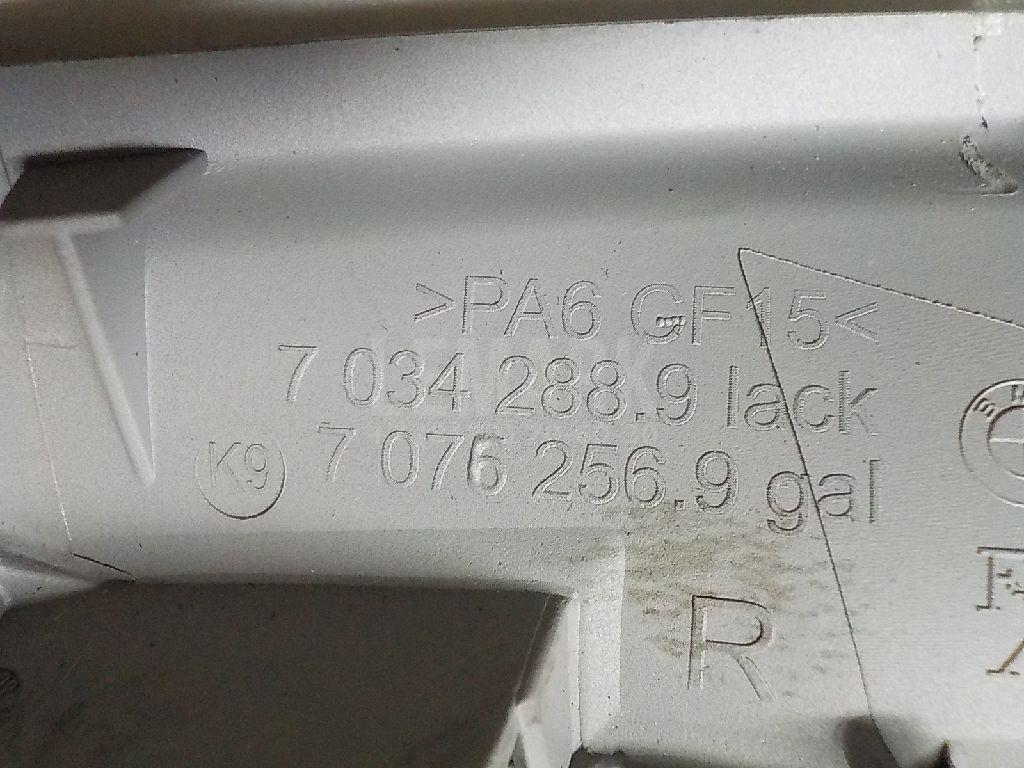 >PA6 GF15<
7 034 288.9 lack
K9 7 076 256.9 gal
R